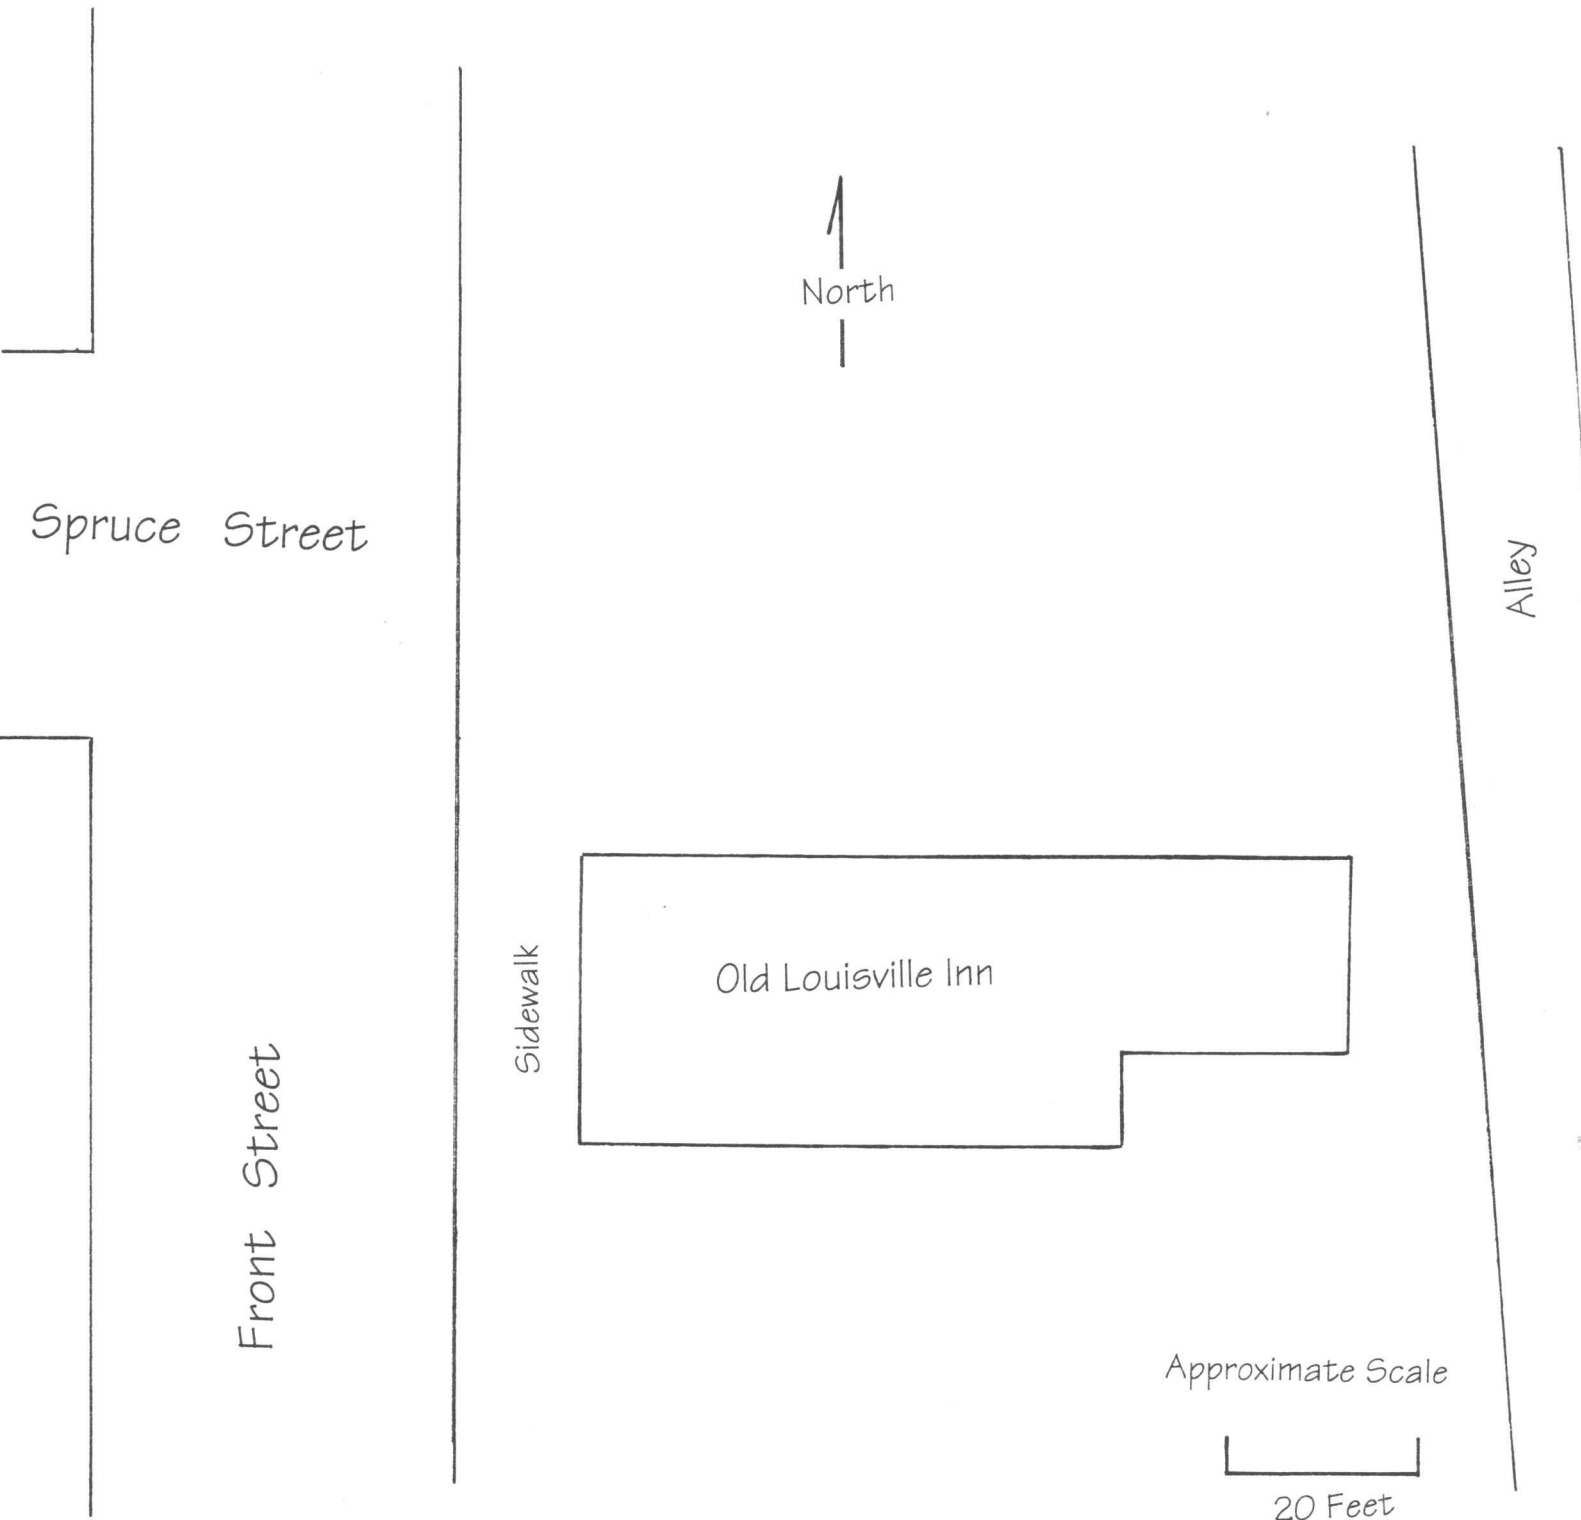 North
Spruce Street
Alley
Old Louisville Inn
Sidewalk
Front Street
Approximate Scale
20 Feet